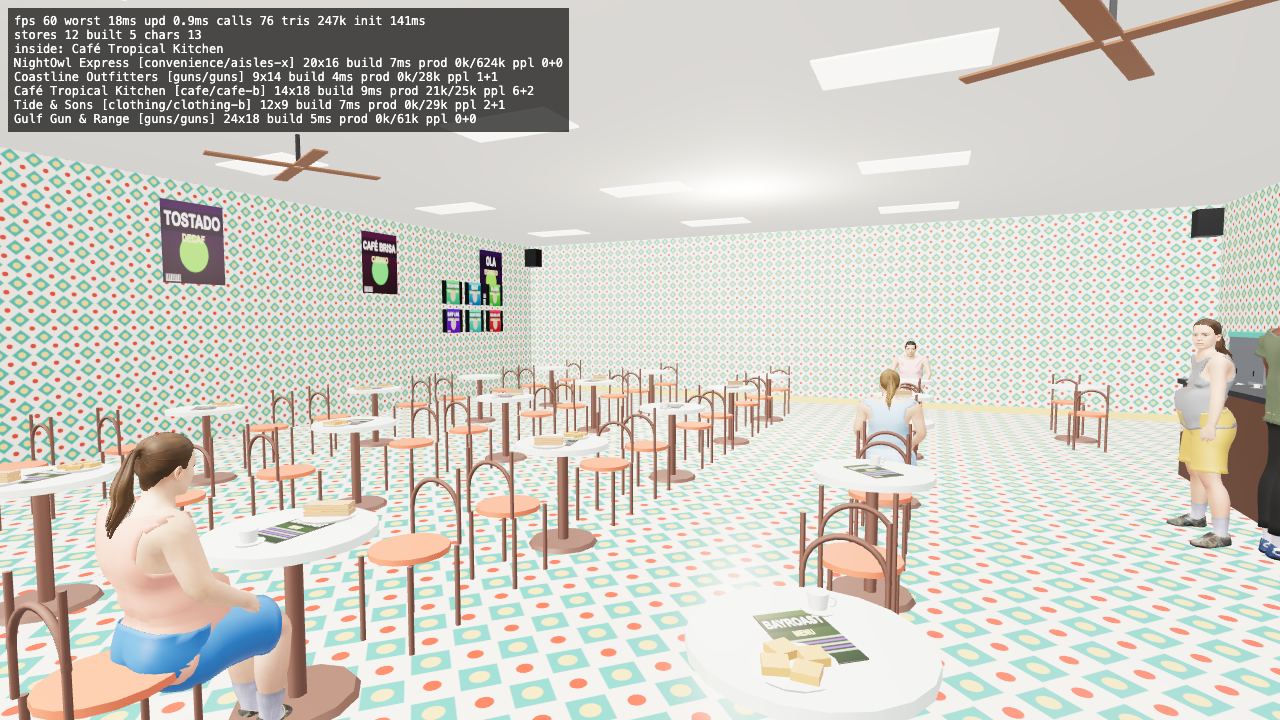 fps 60 worst 18ms upd 0.9ms calls 76 tris 247k init 141ms
stores 12 built 5 chars 13
inside: Café Tropical Kitchen
NightOwl Express [convenience/aisles-x] 20x16 build 7ms prod 0k/624k ppl 0+0
Coastline Outfitters [guns/guns] 9x14 build 4ms prod 0k/28k ppl 1+1
Café Tropical Kitchen [cafe/cafe-b] 14x18 build 9ms prod 21k/25k ppl 6+2
Tide & Sons [clothing/clothing-b] 12x9 build 7ms prod 0k/29k ppl 2+1
Gulf Gun & Range [guns/guns] 24x18 build 5ms prod 0k/61k ppl 0+0
TOSTADO
DECAF
CAFÉ BRISA
OLA
BAYROAST
MENU